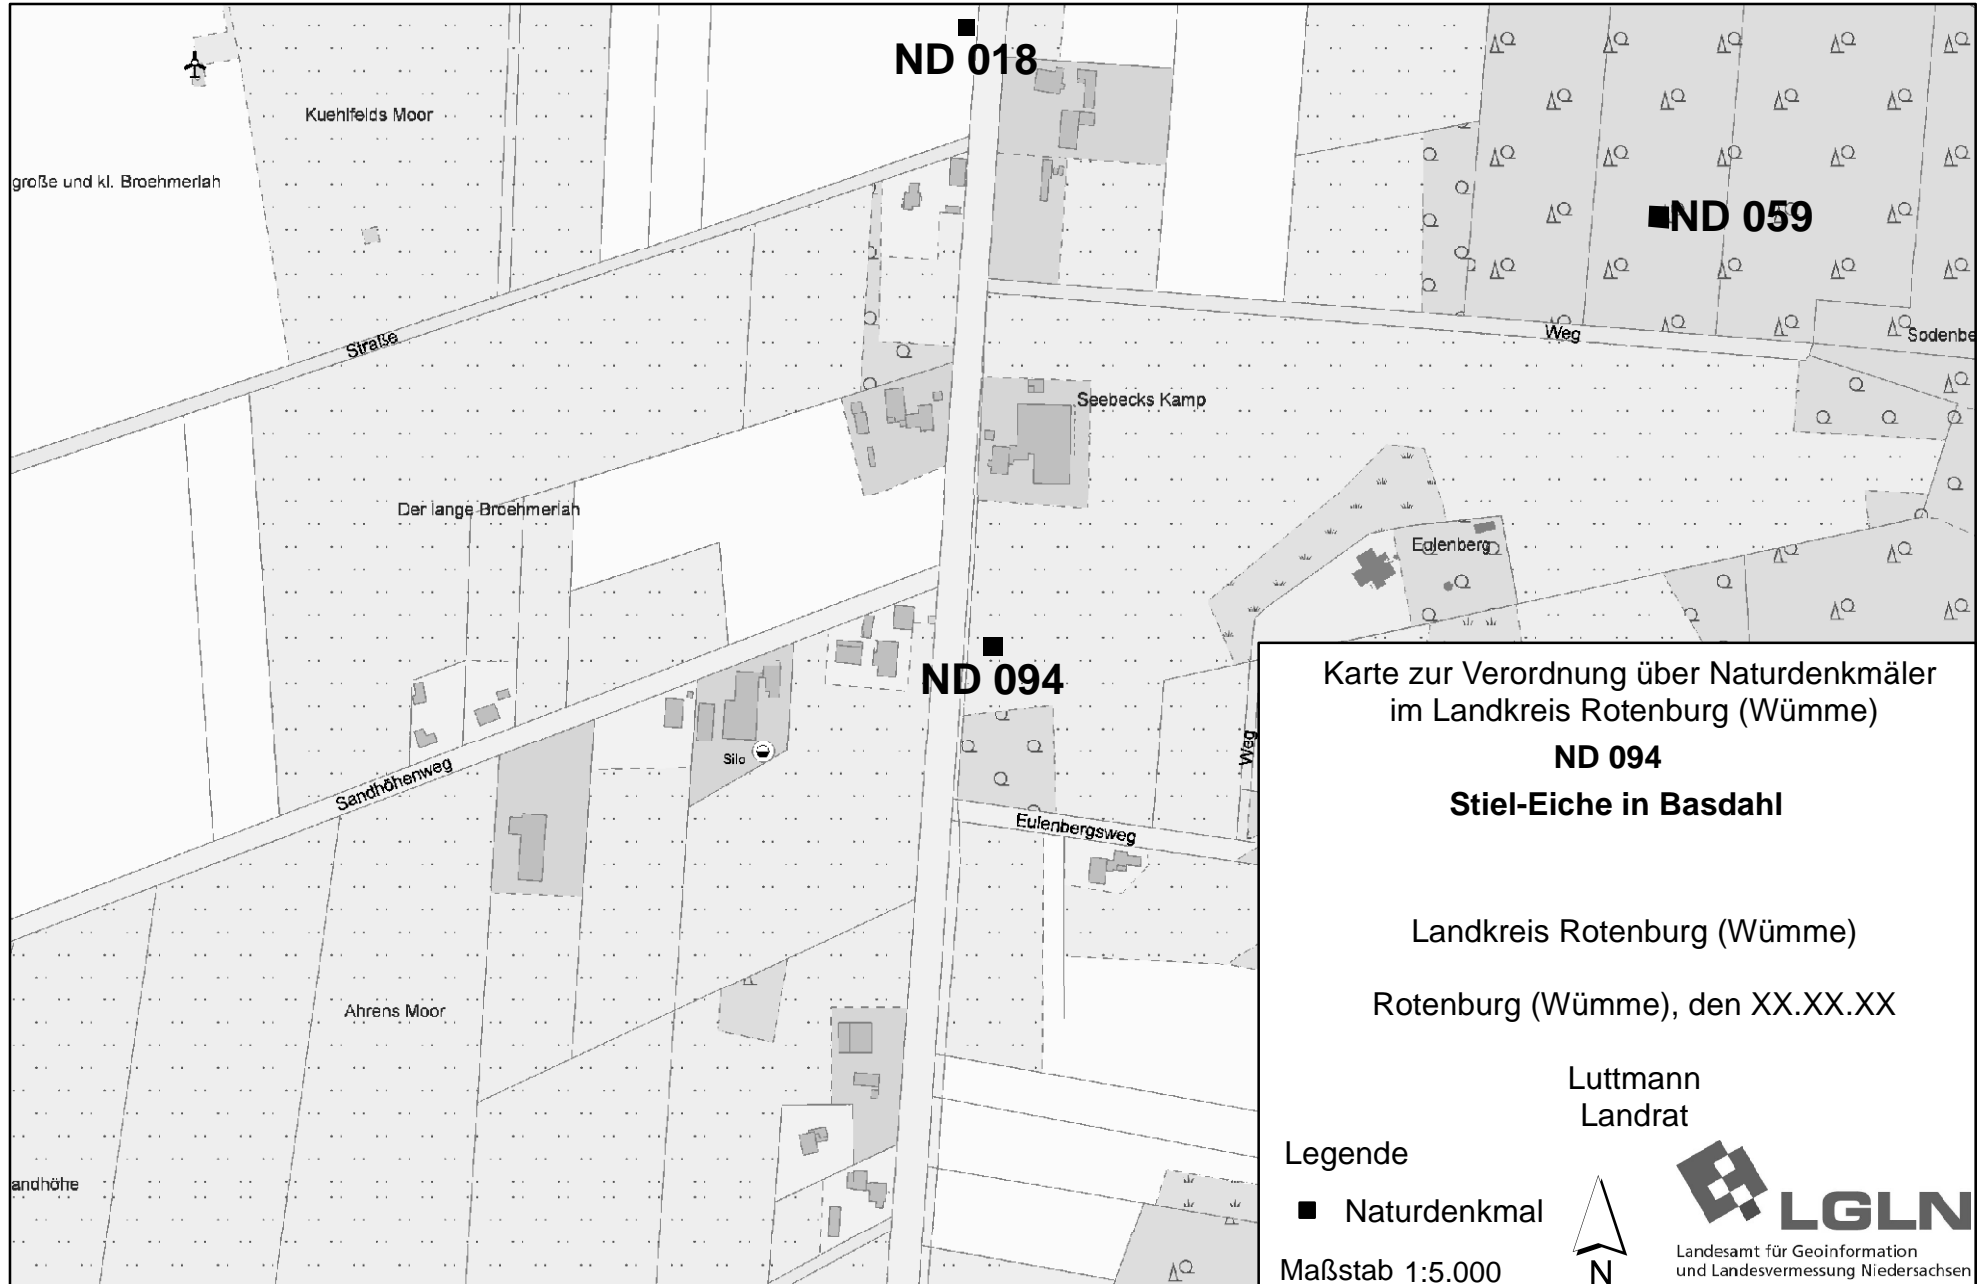 ND 018
Kuehlfelds Moor
große und kl. Broehmerlah
ND 059
Straße
Weg
Sodenbe
Seebecks Kamp
Der lange Broehmerlah
Eulenberg
ND 094
Silo
Sandhöhenweg
Weg
Eulenbergsweg
Ahrens Moor
andhöhe
Karte zur Verordnung über Naturdenkmäler
im Landkreis Rotenburg (Wümme)
ND 094
Stiel-Eiche in Basdahl
Landkreis Rotenburg (Wümme)
Rotenburg (Wümme), den XX.XX.XX
Luttmann
Landrat
Legende
Naturdenkmal
Maßstab 1:5.000
N
LGLN
Landesamt für Geoinformation
und Landesvermessung Niedersachsen